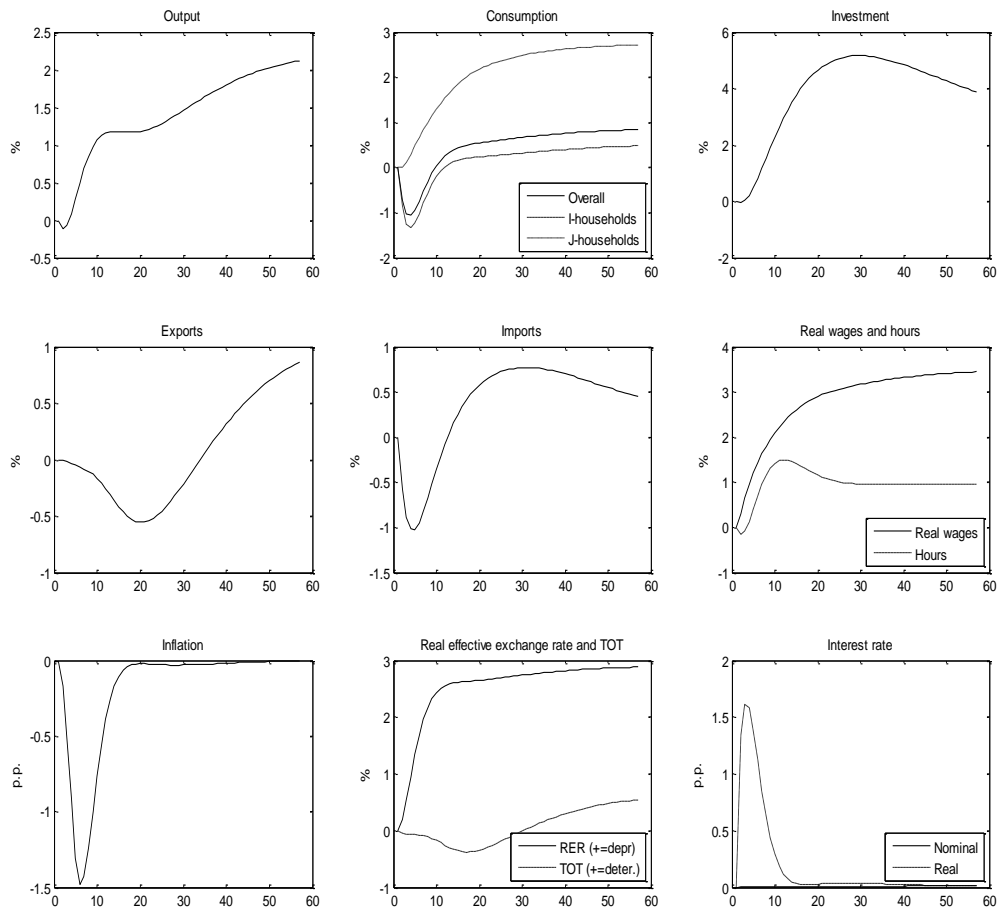 Output
2.5
2
1.5
1
0.5
0
-0.5
%
0 10 20 30 40 50 60
Consumption
3
2
1
0
-1
-2
%
Overall
I-households
J-households
0 10 20 30 40 50 60
Investment
6
4
2
0
-2
%
0 10 20 30 40 50 60
Exports
1
0.5
0
-0.5
-1
%
0 10 20 30 40 50 60
Imports
1
0.5
0
-0.5
-1
-1.5
%
0 10 20 30 40 50 60
Real wages and hours
4
3
2
1
0
-1
%
Real wages
Hours
0 10 20 30 40 50 60
Inflation
0
-0.5
-1
-1.5
p.p.
0 10 20 30 40 50 60
Real effective exchange rate and TOT
3
2
1
0
-1
%
RER (+=depr)
TOT (+=deter.)
0 10 20 30 40 50 60
Interest rate
2
1.5
1
0.5
0
p.p.
Nominal
Real
0 10 20 30 40 50 60